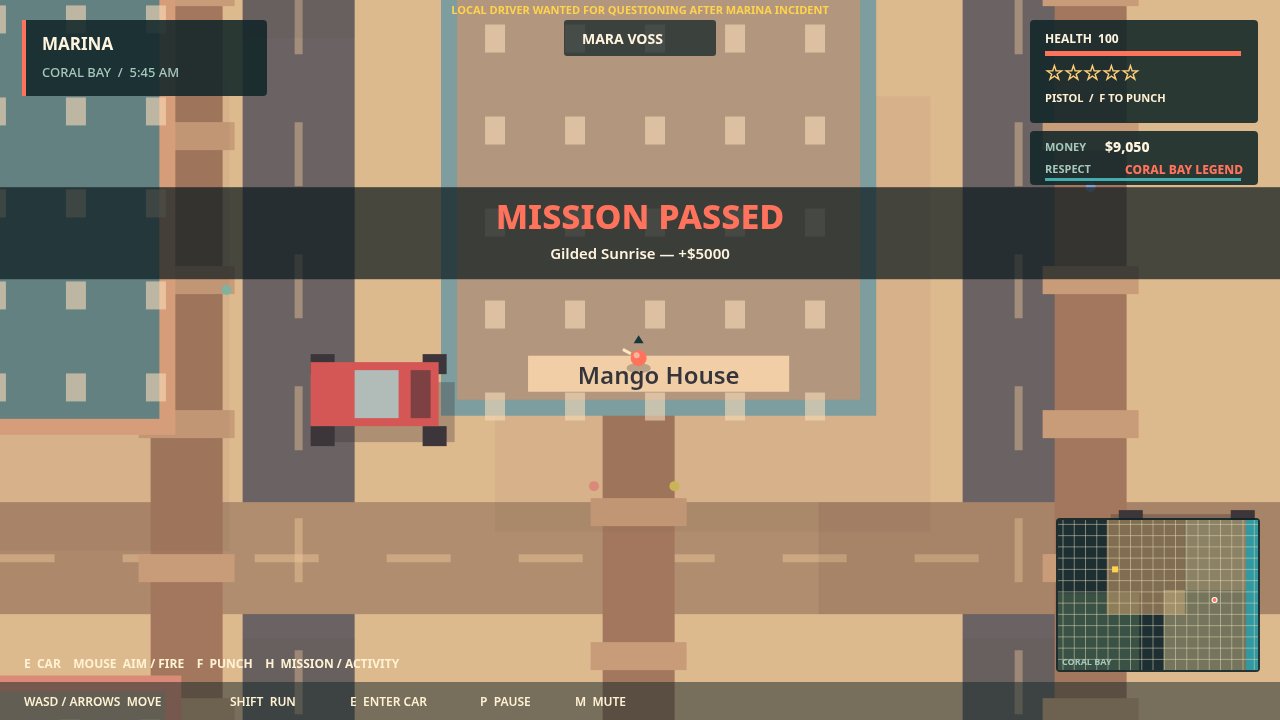 LOCAL DRIVER WANTED FOR QUESTIONING AFTER MARINA INCIDENT
MARINA
CORAL BAY / 5:45 AM
MARA VOSS
HEALTH 100
☆☆☆☆☆
PISTOL / F TO PUNCH
MONEY $9,050
RESPECT CORAL BAY LEGEND
MISSION PASSED
Gilded Sunrise — +$5000
Mango House
CORAL BAY
E CAR MOUSE AIM / FIRE F PUNCH H MISSION / ACTIVITY
WASD / ARROWS MOVE SHIFT RUN E ENTER CAR P PAUSE M MUTE